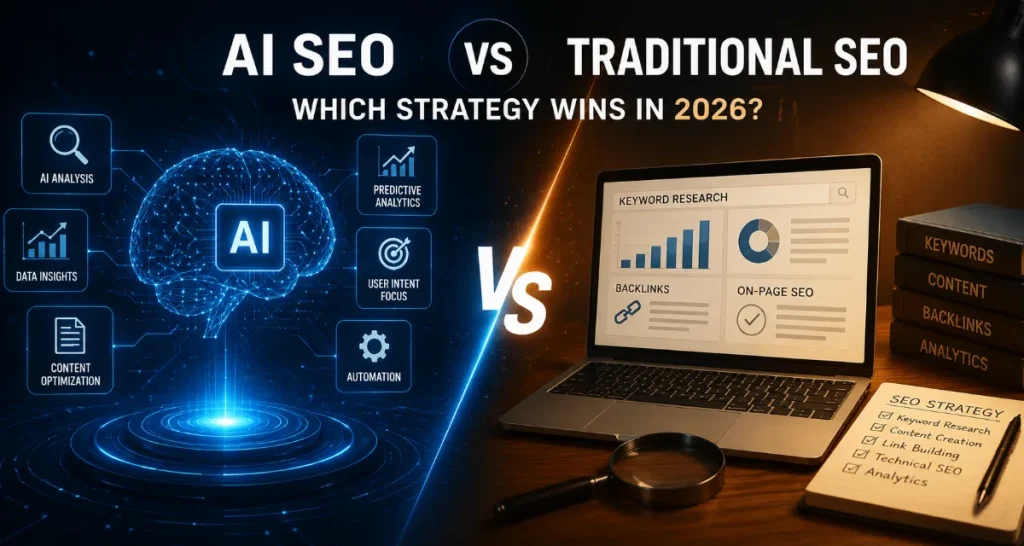 AI SEO VS TRADITIONAL SEO
WHICH STRATEGY WINS IN 2026?
AI ANALYSIS
DATA INSIGHTS
CONTENT
OPTIMIZATION
AI
PREDICTIVE
ANALYTICS
USER INTENT
FOCUS
AUTOMATION
VS
KEYWORD RESEARCH
BACKLINKS
ON-PAGE SEO
KEYWORDS
CONTENT
BACKLINKS
ANALYTICS
SEO STRATEGY
Keyword Research
Content Creation
Link Building
Technical SEO
Analytics